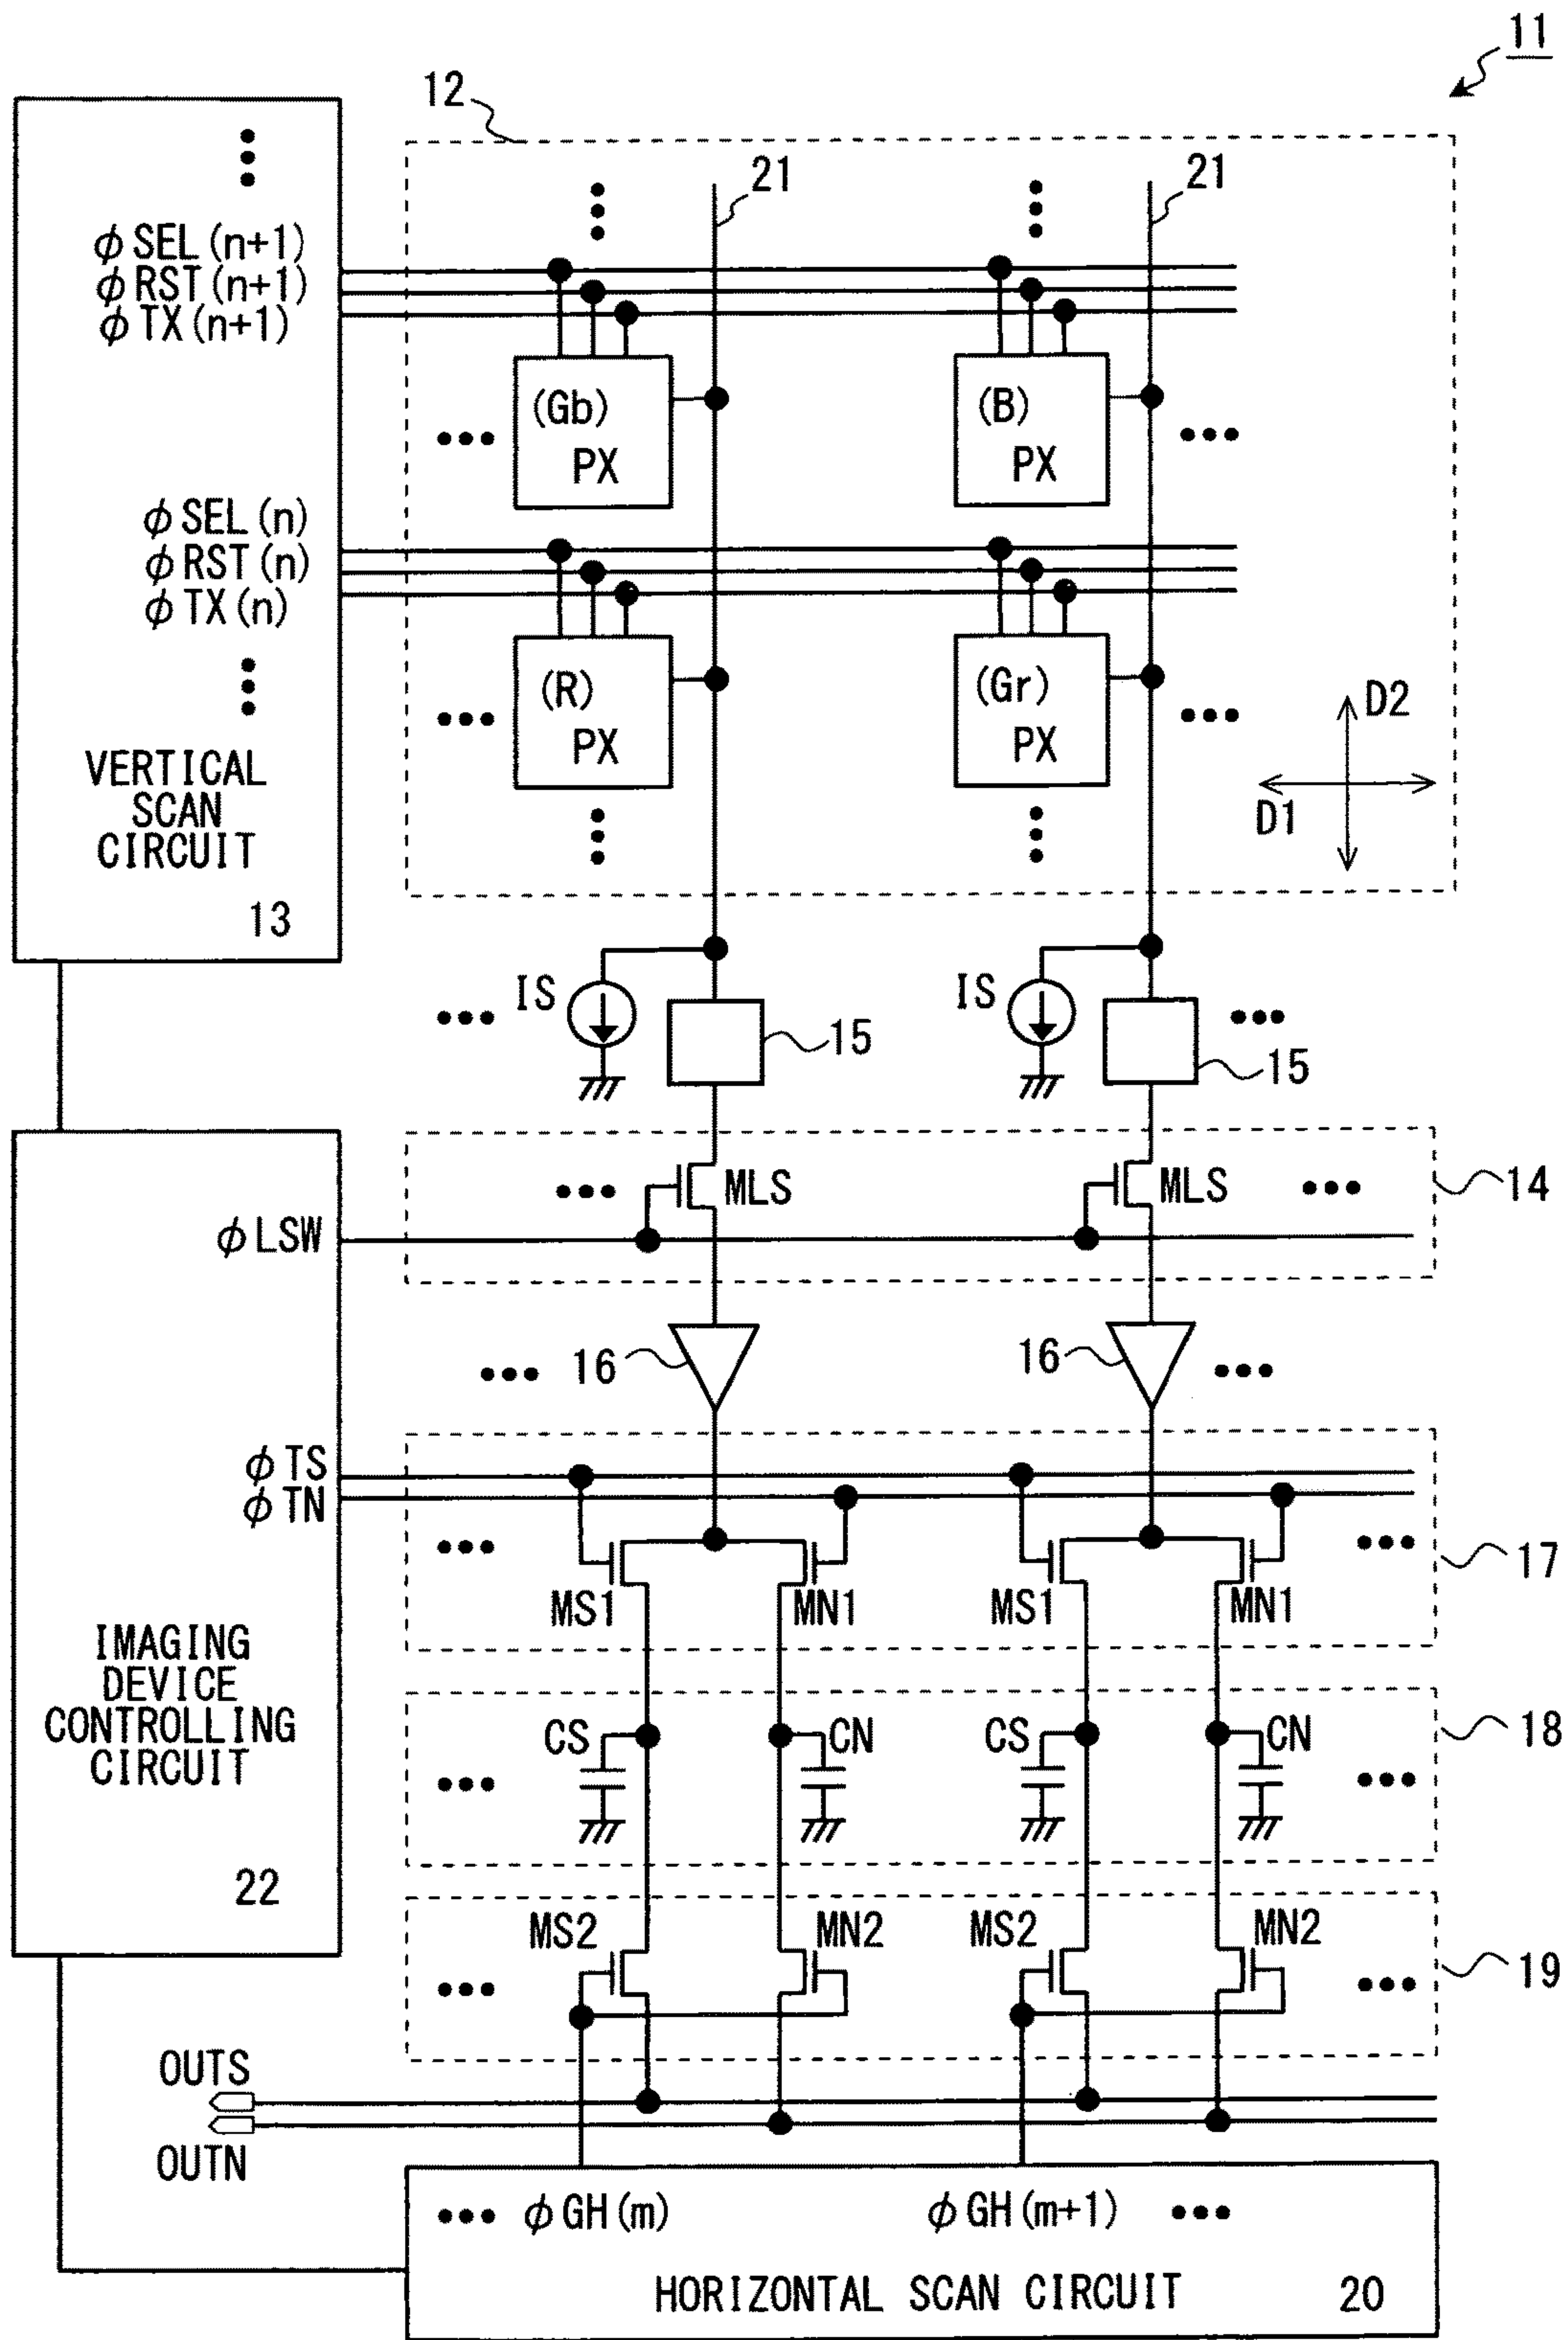 11
12
21
21
φSEL(n+1)
φRST(n+1)
φTX(n+1)
(Gb)
PX
(B)
PX
φSEL(n)
φRST(n)
φTX(n)
(R)
PX
(Gr)
PX
D2
D1
VERTICAL
SCAN
CIRCUIT
13
IS
15
IS
15
MLS
MLS
14
φLSW
16
16
φTS
φTN
MS1
MN1
MS1
MN1
17
IMAGING
DEVICE
CONTROLLING
CIRCUIT
22
CS
CN
CS
CN
18
MS2
MN2
MS2
MN2
19
OUTS
OUTN
φGH(m)
φGH(m+1)
HORIZONTAL SCAN CIRCUIT
20